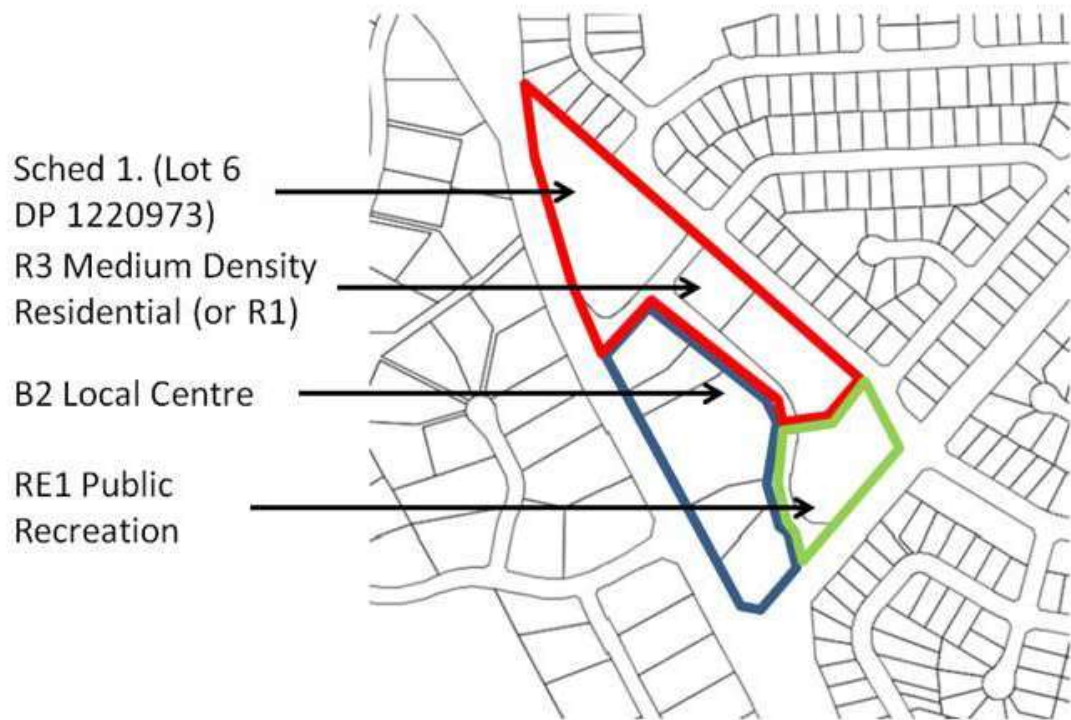 Sched 1. (Lot 6
DP 1220973)
R3 Medium Density
Residential (or R1)
B2 Local Centre
RE1 Public
Recreation